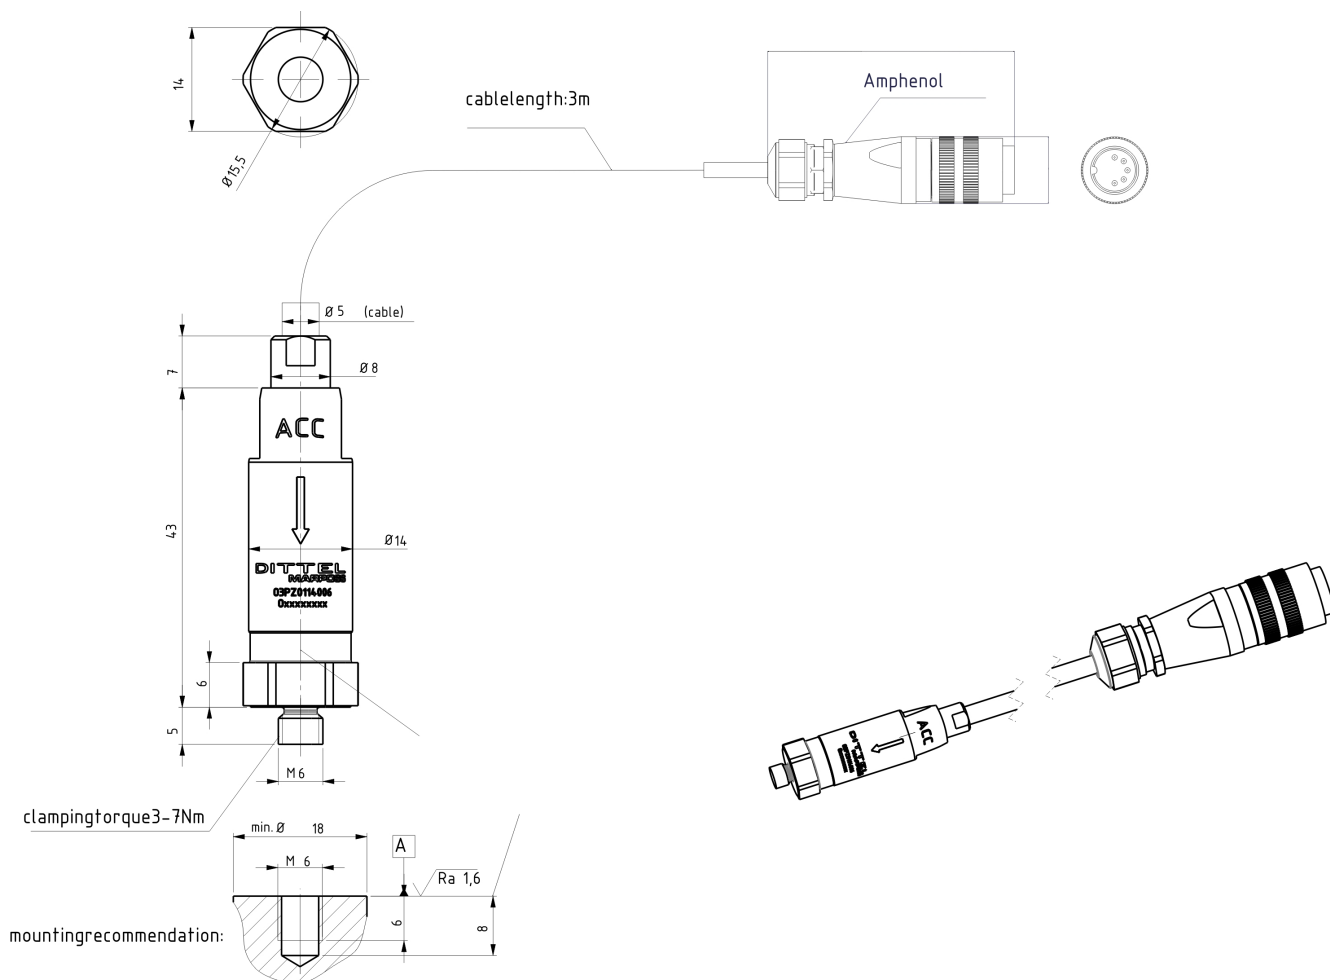 14
Ø15,5
cablelength:3m
Amphenol
Ø 5 (cable)
7
Ø 8
ACC
43
Ø14
DITTEL
MARPOSS
03PZ0114006
0xxxxxxxx
6
5
M 6
clampingtorque3-7Nm
min. Ø 18
M 6
A
Ra 1,6
6
8
mountingrecommendation:
ACC
DITTEL